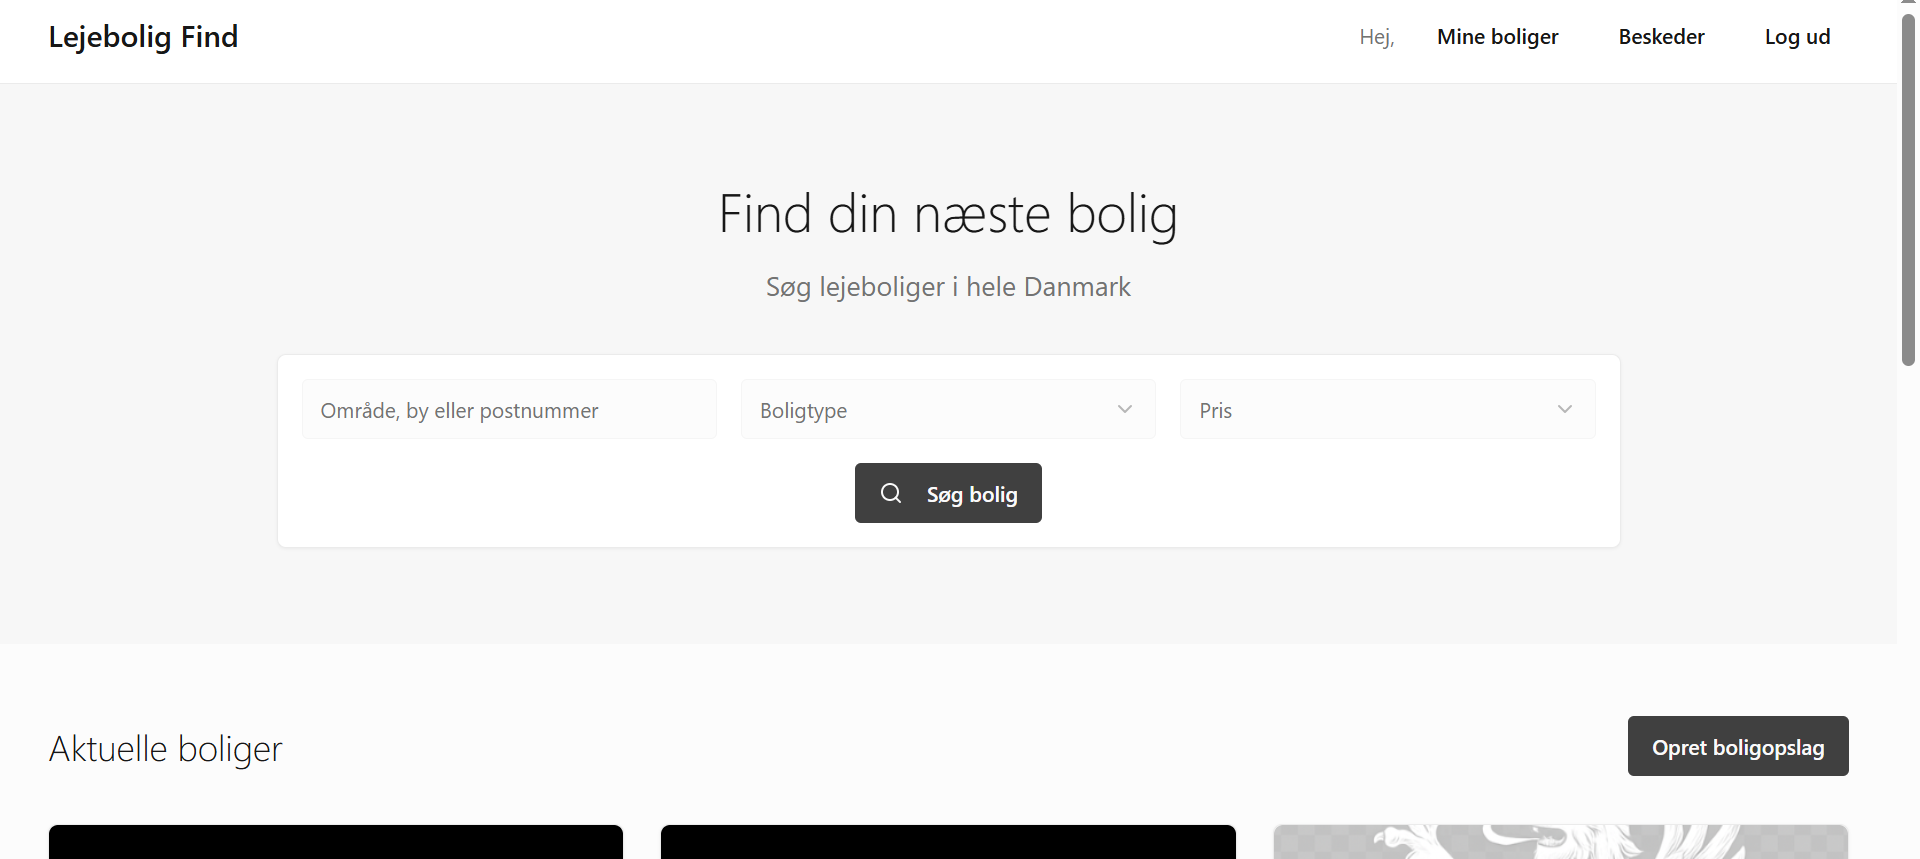 Lejebolig Find
Hej, Mine boliger Beskeder Log ud
Find din næste bolig
Søg lejeboliger i hele Danmark
Område, by eller postnummer
Boligtype
Pris
Søg bolig
Aktuelle boliger
Opret boligopslag